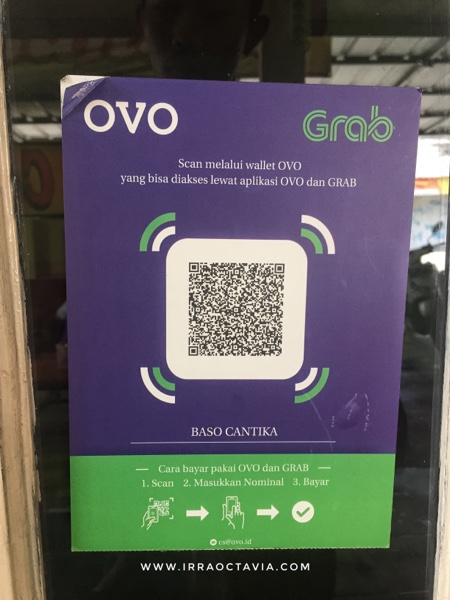 OVO
Grab
Scan melalui wallet OVO
yang bisa diakses lewat aplikasi OVO dan GRAB
BASO CANTIKA
Cara bayar pakai OVO dan GRAB
1. Scan 2. Masukkan Nominal 3. Bayar
cs@ovo.id
WWW.IRRAOCTAVIA.COM